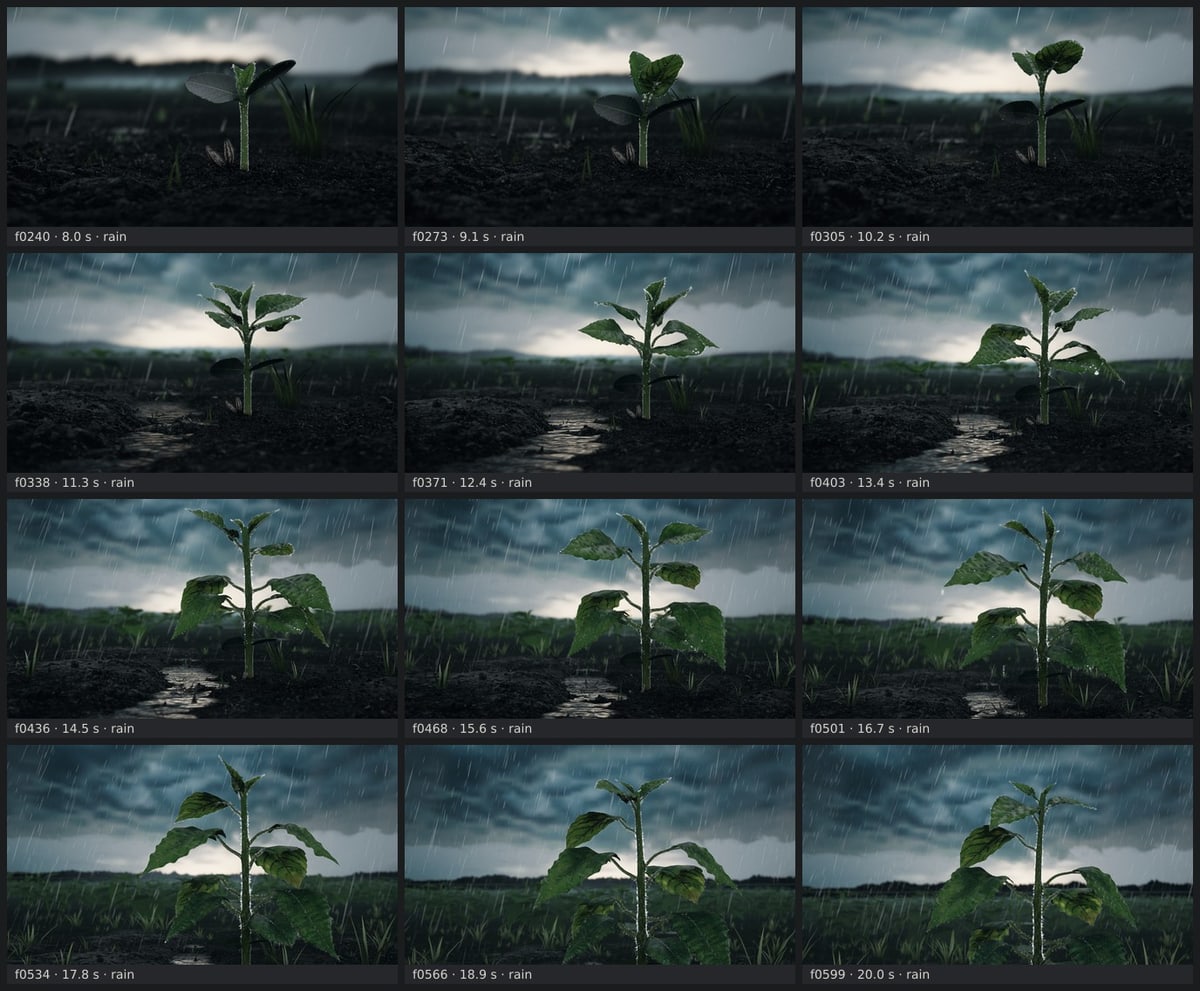 f0240 · 8.0 s · rain
f0273 · 9.1 s · rain
f0305 · 10.2 s · rain
f0338 · 11.3 s · rain
f0371 · 12.4 s · rain
f0403 · 13.4 s · rain
f0436 · 14.5 s · rain
f0468 · 15.6 s · rain
f0501 · 16.7 s · rain
f0534 · 17.8 s · rain
f0566 · 18.9 s · rain
f0599 · 20.0 s · rain